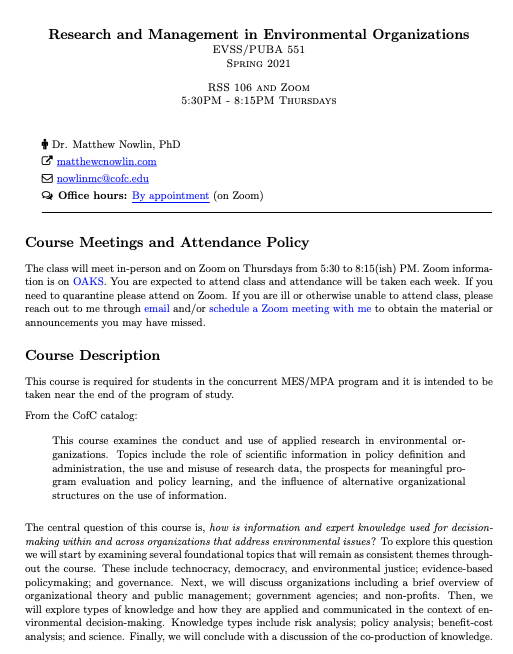 Research and Management in Environmental Organizations
EVSS/PUBA 551
Spring 2021
RSS 106 and Zoom
5:30PM - 8:15PM Thursdays
Dr. Matthew Nowlin, PhD
matthewcnowlin.com
nowlinmc@cofc.edu
Office hours: By appointment (on Zoom)
Course Meetings and Attendance Policy
The class will meet in-person and on Zoom on Thursdays from 5:30 to 8:15(ish) PM. Zoom informa-
tion is on OAKS. You are expected to attend class and attendance will be taken each week. If you
need to quarantine please attend on Zoom. If you are ill or otherwise unable to attend class, please
reach out to me through email and/or schedule a Zoom meeting with me to obtain the material or
announcements you may have missed.
Course Description
This course is required for students in the concurrent MES/MPA program and it is intended to be
taken near the end of the program of study.
From the CofC catalog:
This course examines the conduct and use of applied research in environmental or-
ganizations. Topics include the role of scientific information in policy definition and
administration, the use and misuse of research data, the prospects for meaningful pro-
gram evaluation and policy learning, and the influence of alternative organizational
structures on the use of information.
The central question of this course is, how is information and expert knowledge used for decision-
making within and across organizations that address environmental issues? To explore this question
we will start by examining several foundational topics that will remain as consistent themes through-
out the course. These include technocracy, democracy, and environmental justice; evidence-based
policymaking; and governance. Next, we will discuss organizations including a brief overview of
organizational theory and public management; government agencies; and non-profits. Then, we
will explore types of knowledge and how they are applied and communicated in the context of en-
vironmental decision-making. Knowledge types include risk analysis; policy analysis; benefit-cost
analysis; and science. Finally, we will conclude with a discussion of the co-production of knowledge.